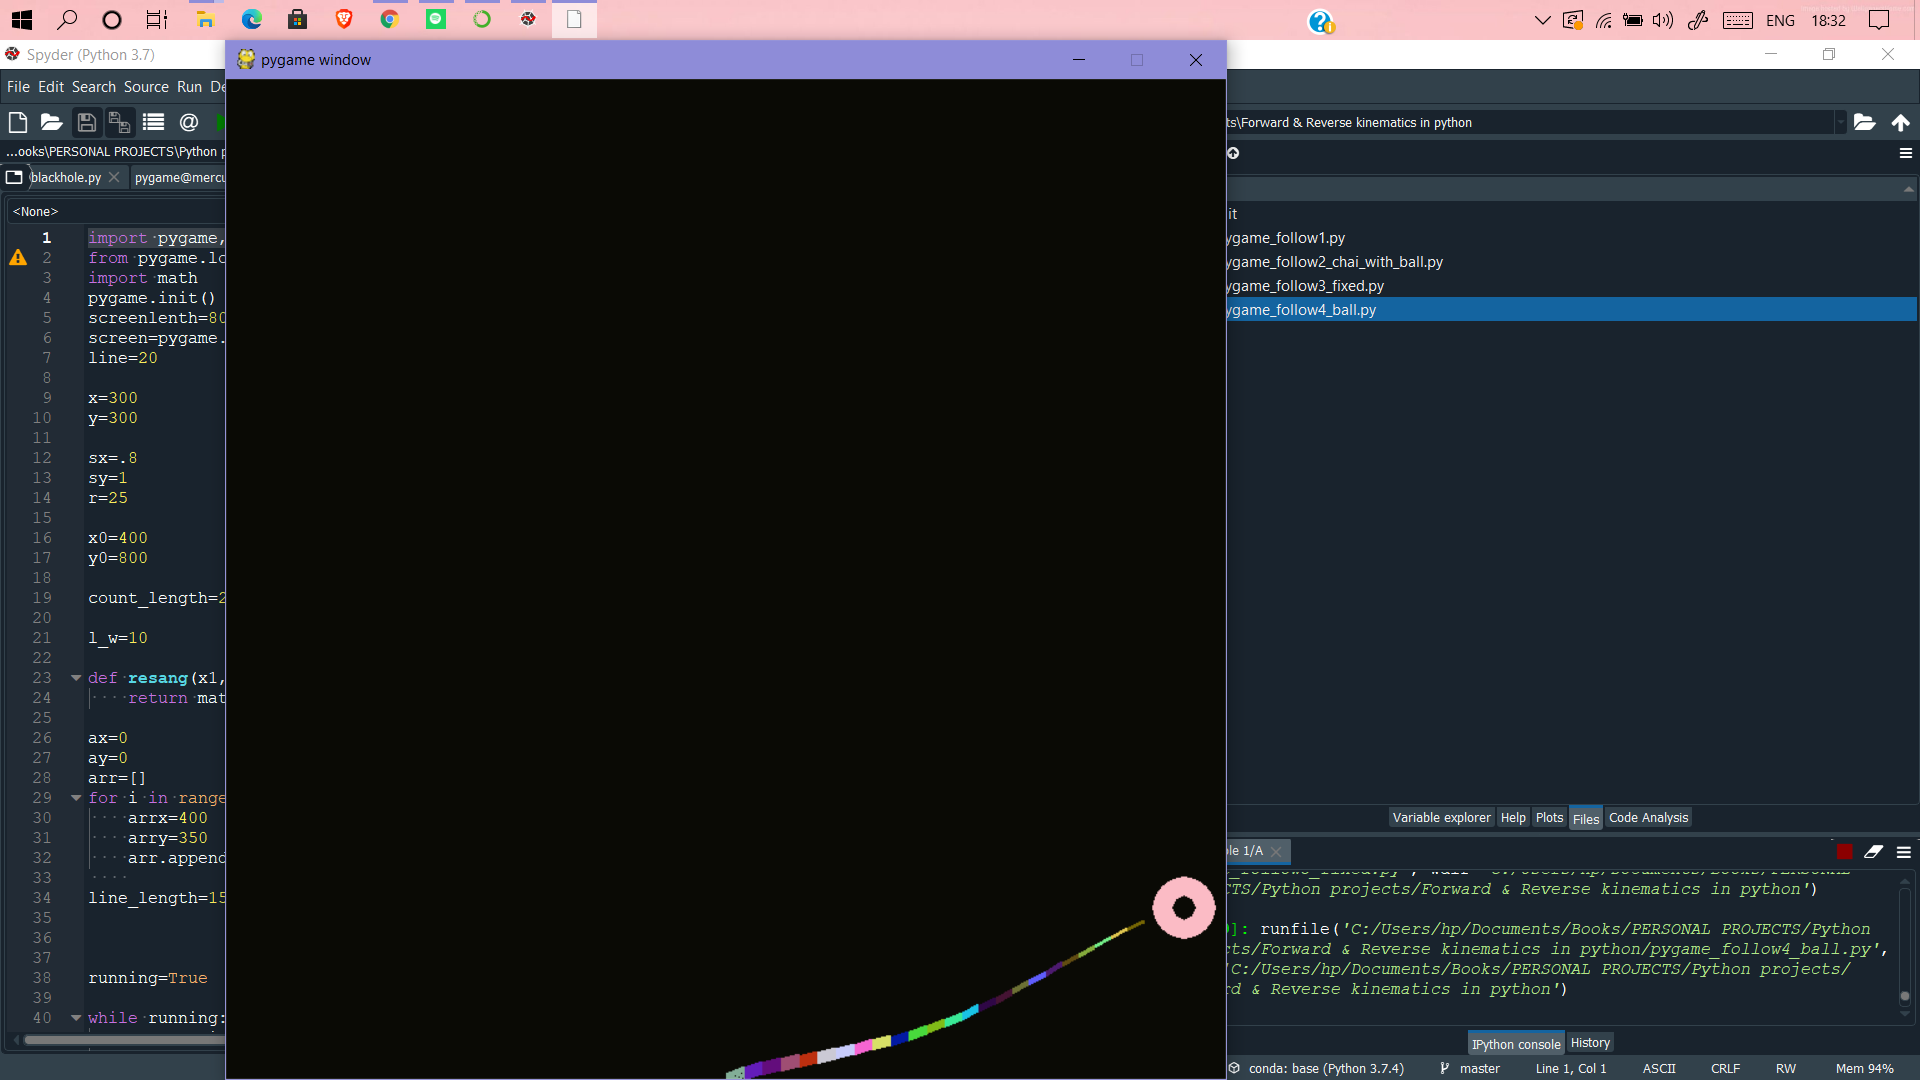 ENG 18:32
Spyder (Python 3.7)
pygame window
File Edit Search Source Run De
ts\Forward & Reverse kinematics in python
...ooks\PERSONAL PROJECTS\Python p
blackhole.py
pygame@mercu
<None>
1 import pygame,
2 from pygame.lo
3 import math
4 pygame.init()
5 screenlenth=80
6 screen=pygame.
7 line=20
8
9 x=300
10 y=300
11
12 sx=.8
13 sy=1
14 r=25
15
16 x0=400
17 y0=800
18
19 count_length=2
20
21 l_w=10
22
23 def resang(x1,
24 return mat
25
26 ax=0
27 ay=0
28 arr=[]
29 for i in range
30 arrx=400
31 arry=350
32 arr.append
33
34 line_length=15
35
36
37
38 running=True
39
40 while running:
it
ygame_follow1.py
ygame_follow2_chai_with_ball.py
ygame_follow3_fixed.py
ygame_follow4_ball.py
Variable explorer Help Plots Files Code Analysis
le 1/A
CTS/Python projects/Forward & Reverse kinematics in python')
]: runfile('C:/Users/hp/Documents/Books/PERSONAL PROJECTS/Python
cts/Forward & Reverse kinematics in python/pygame_follow4_ball.py',
'C:/Users/hp/Documents/Books/PERSONAL PROJECTS/Python projects/
rd & Reverse kinematics in python')
IPython console History
conda: base (Python 3.7.4) master Line 1, Col 1 ASCII CRLF RW Mem 94%